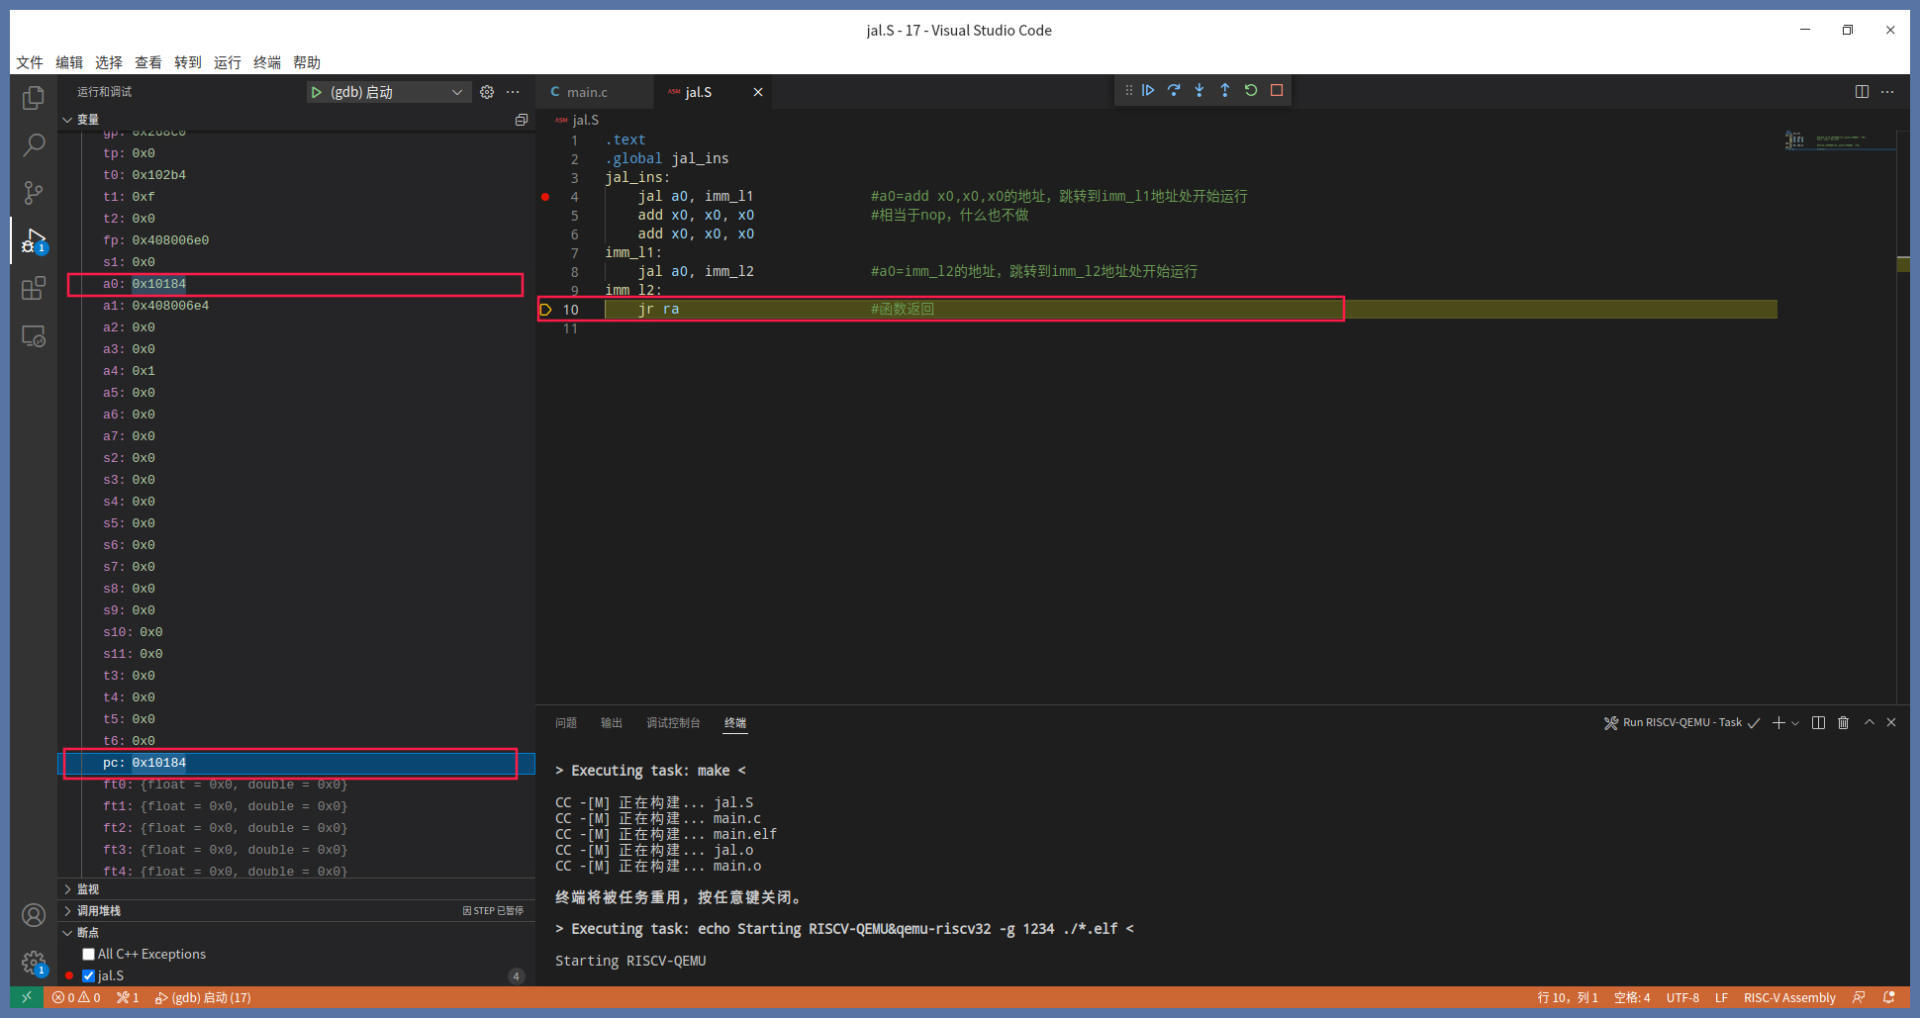 jal.S - 17 - Visual Studio Code
文件 编辑 选择 查看 转到 运行 终端 帮助
运行和调试
(gdb) 启动
变量
gp: 0x268c0
tp: 0x0
t0: 0x102b4
t1: 0xf
t2: 0x0
fp: 0x408006e0
s1: 0x0
a0: 0x10184
a1: 0x408006e4
a2: 0x0
a3: 0x0
a4: 0x1
a5: 0x0
a6: 0x0
a7: 0x0
s2: 0x0
s3: 0x0
s4: 0x0
s5: 0x0
s6: 0x0
s7: 0x0
s8: 0x0
s9: 0x0
s10: 0x0
s11: 0x0
t3: 0x0
t4: 0x0
t5: 0x0
t6: 0x0
pc: 0x10184
ft0: {float = 0x0, double = 0x0}
ft1: {float = 0x0, double = 0x0}
ft2: {float = 0x0, double = 0x0}
ft3: {float = 0x0, double = 0x0}
ft4: {float = 0x0, double = 0x0}
监视
调用堆栈 因 STEP 已暂停
断点
All C++ Exceptions
jal.S 4
C main.c
ASM jal.S
ASM jal.S
1 .text
2 .global jal_ins
3 jal_ins:
4 jal a0, imm_l1 #a0=add x0,x0,x0的地址，跳转到imm_l1地址处开始运行
5 add x0, x0, x0 #相当于nop，什么也不做
6 add x0, x0, x0
7 imm_l1:
8 jal a0, imm_l2 #a0=imm_l2的地址，跳转到imm_l2地址处开始运行
9 imm_l2:
10 jr ra #函数返回
11
问题 输出 调试控制台 终端
Run RISCV-QEMU - Task
> Executing task: make <
CC -[M] 正在构建... jal.S
CC -[M] 正在构建... main.c
CC -[M] 正在构建... main.elf
CC -[M] 正在构建... jal.o
CC -[M] 正在构建... main.o
终端将被任务重用，按任意键关闭。
> Executing task: echo Starting RISCV-QEMU&qemu-riscv32 -g 1234 ./*.elf <
Starting RISCV-QEMU
1
1
0 0 1 (gdb) 启动 (17)
行 10，列 1 空格: 4 UTF-8 LF RISC-V Assembly